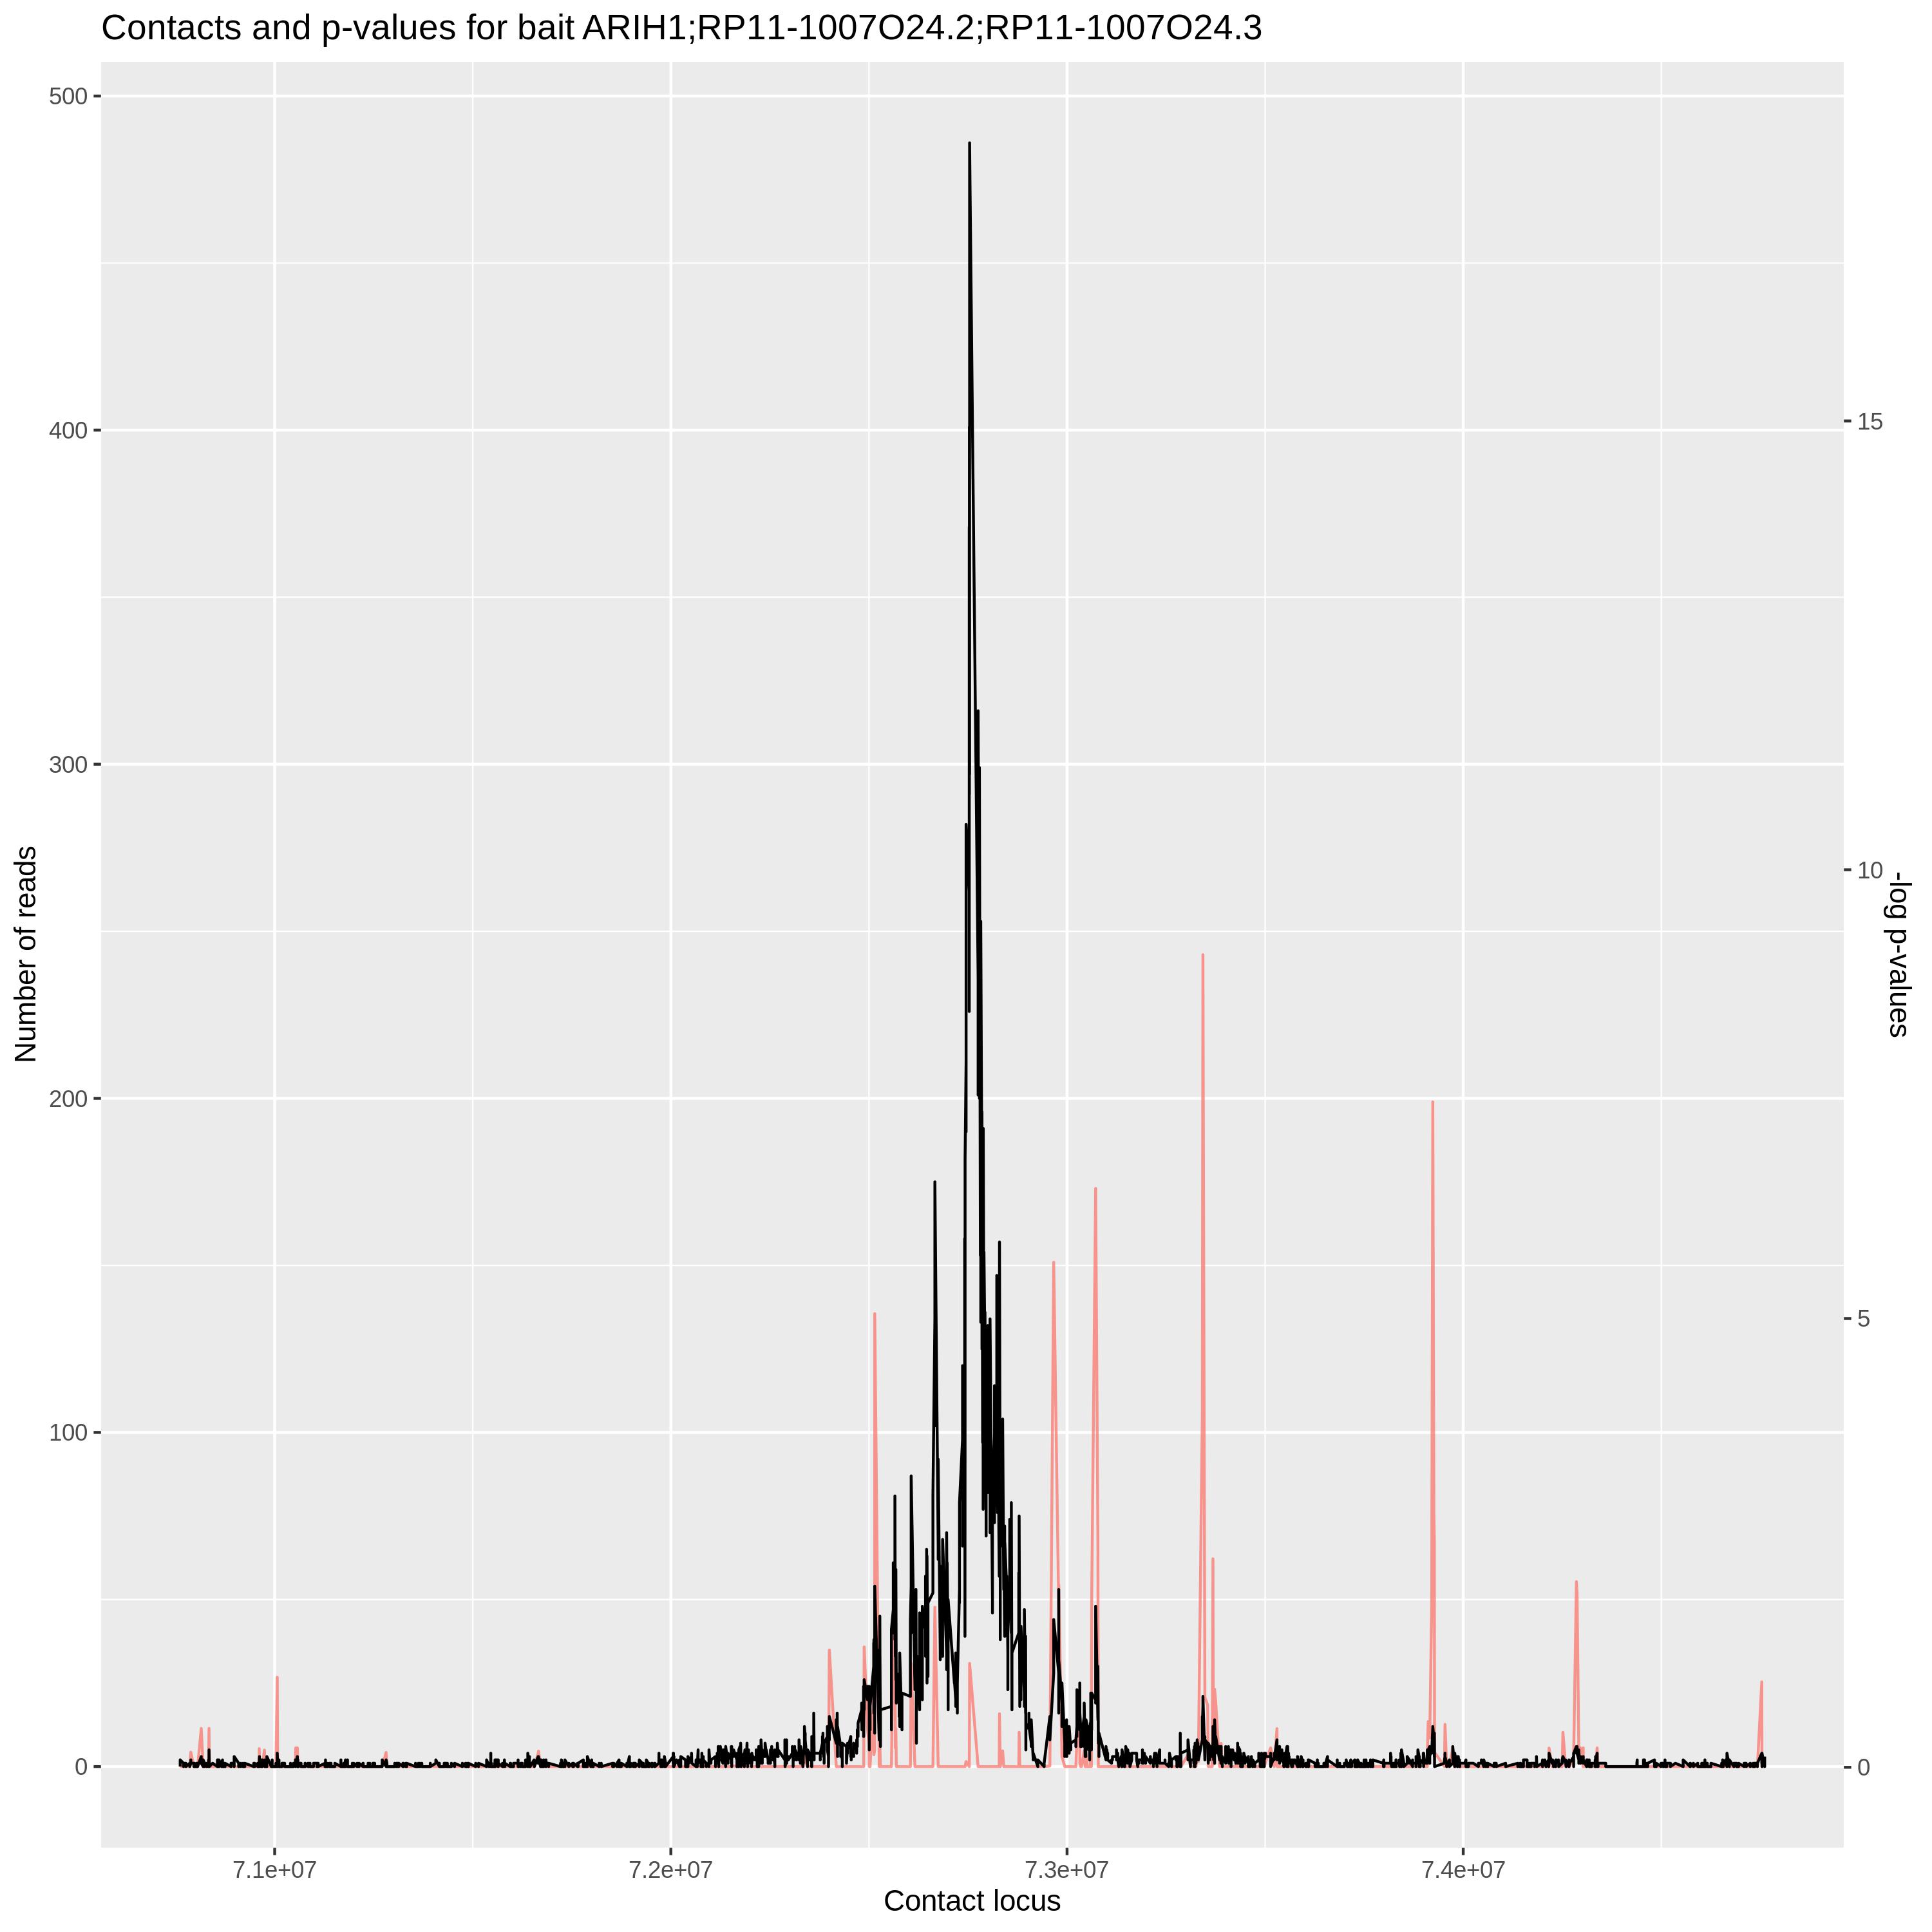 Contacts and p-values for bait ARIH1;RP11-1007O24.2;RP11-1007O24.3
500
400
300
200
100
0
Number of reads
15
10
5
0
-log p-values
7.1e+07 7.2e+07 7.3e+07 7.4e+07
Contact locus